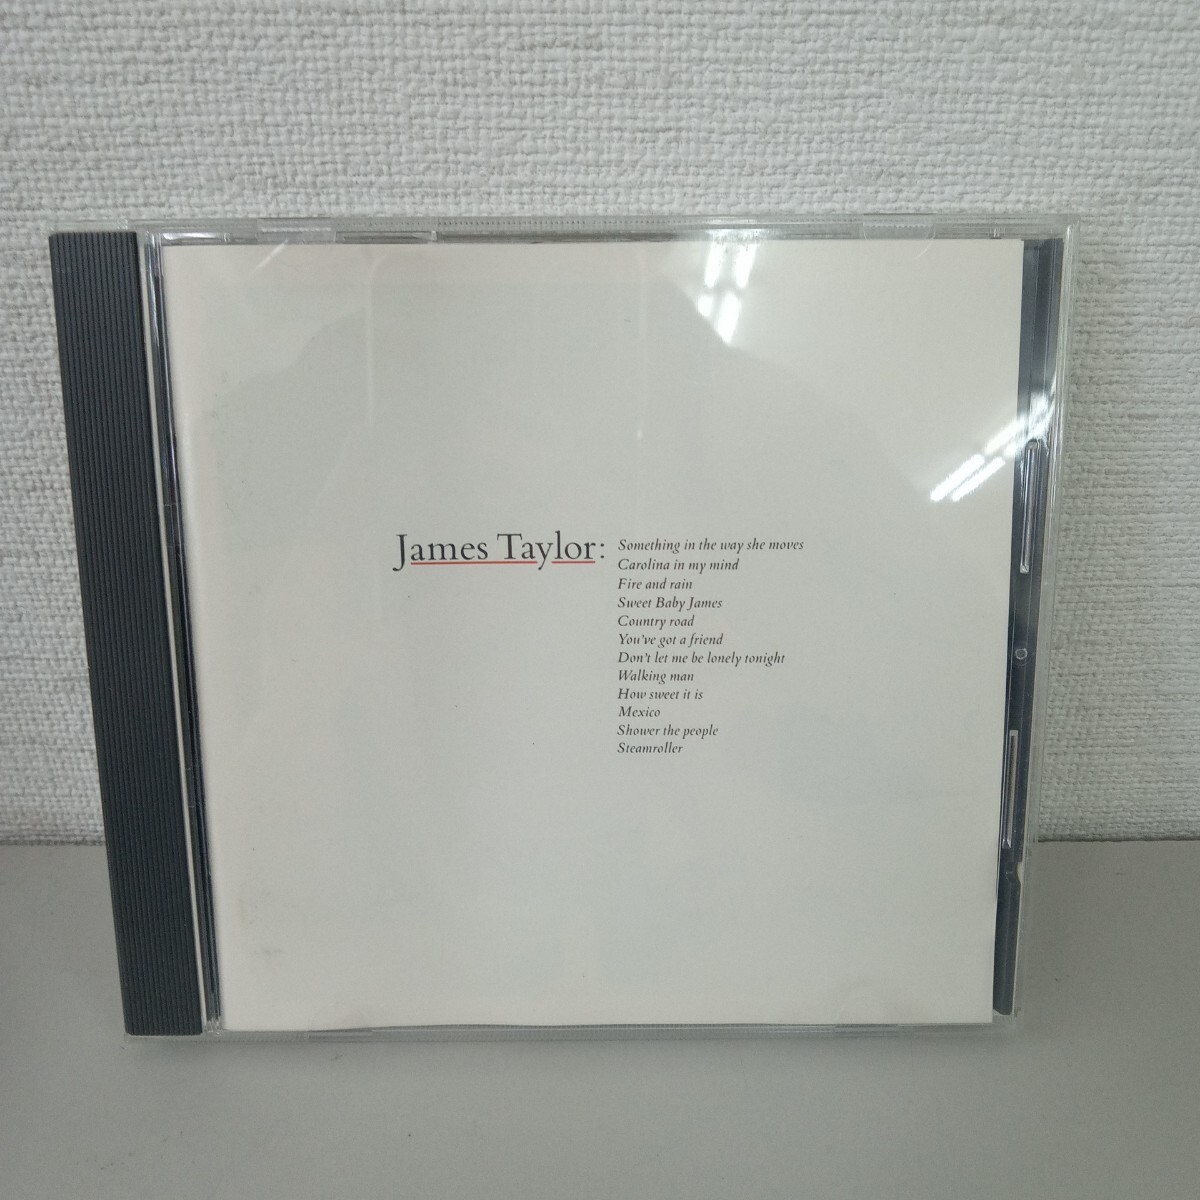 James Taylor:
Something in the way she moves
Carolina in my mind
Fire and rain
Sweet Baby James
Country road
You've got a friend
Don't let me be lonely tonight
Walking man
How sweet it is
Mexico
Shower the people
Steamroller